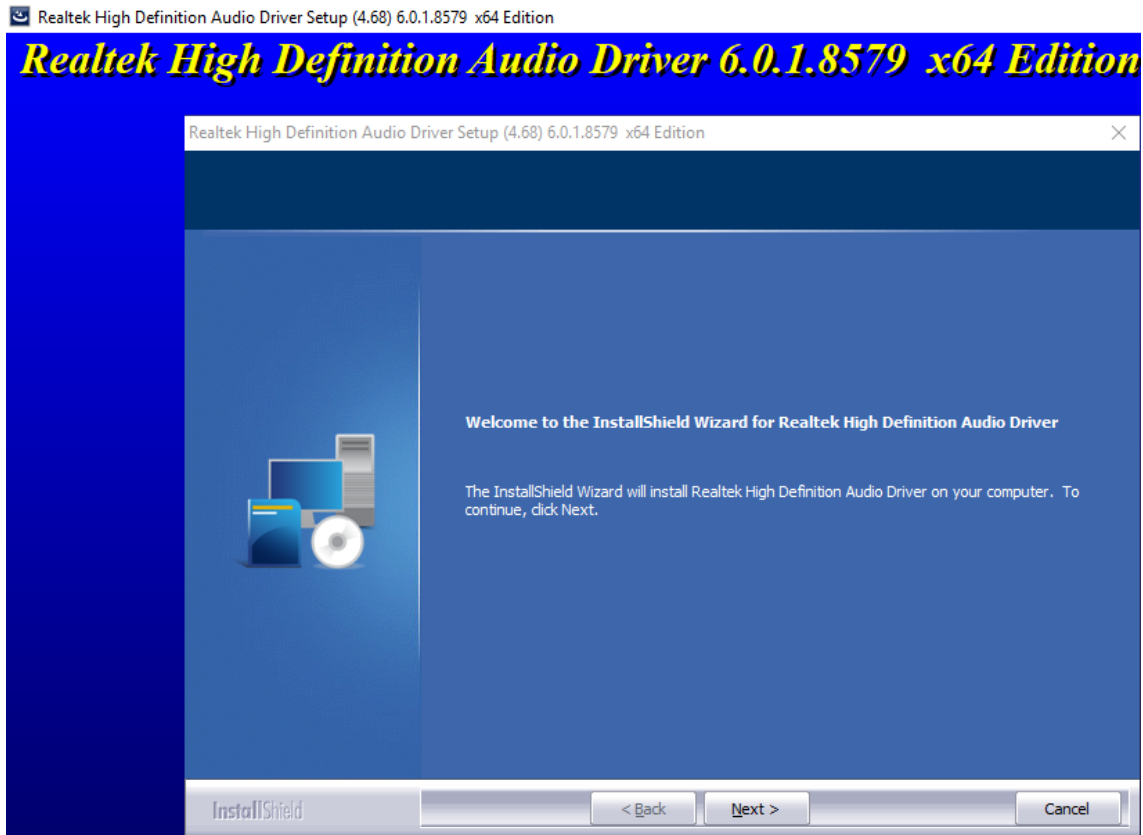 Realtek High Definition Audio Driver Setup (4.68) 6.0.1.8579 x64 Edition
Realtek High Definition Audio Driver 6.0.1.8579 x64 Edition
Realtek High Definition Audio Driver Setup (4.68) 6.0.1.8579 x64 Edition
Welcome to the InstallShield Wizard for Realtek High Definition Audio Driver
The InstallShield Wizard will install Realtek High Definition Audio Driver on your computer. To
continue, click Next.
InstallShield
< Back
Next >
Cancel